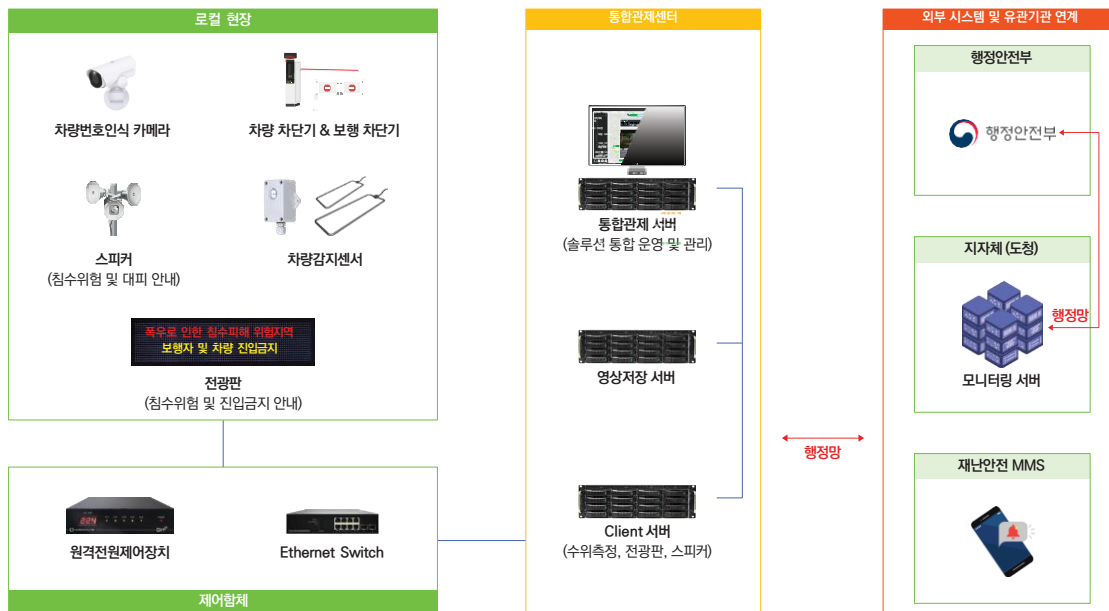 로컬 현장
차량번호인식 카메라
차량 차단기 & 보행 차단기
스피커
(침수위험 및 대피 안내)
차량감지센서
폭우로 인한 침수피해 위험지역
보행자 및 차량 진입금지
전광판
(침수위험 및 진입금지 안내)
원격전원제어장치
Ethernet Switch
제어함체
통합관제센터
통합관제 서버
(솔루션 통합 운영 및 관리)
영상저장 서버
Client 서버
(수위측정, 전광판, 스피커)
행정망
외부 시스템 및 유관기관 연계
행정안전부
행정안전부
지자체 (도청)
행정망
모니터링 서버
재난안전 MMS